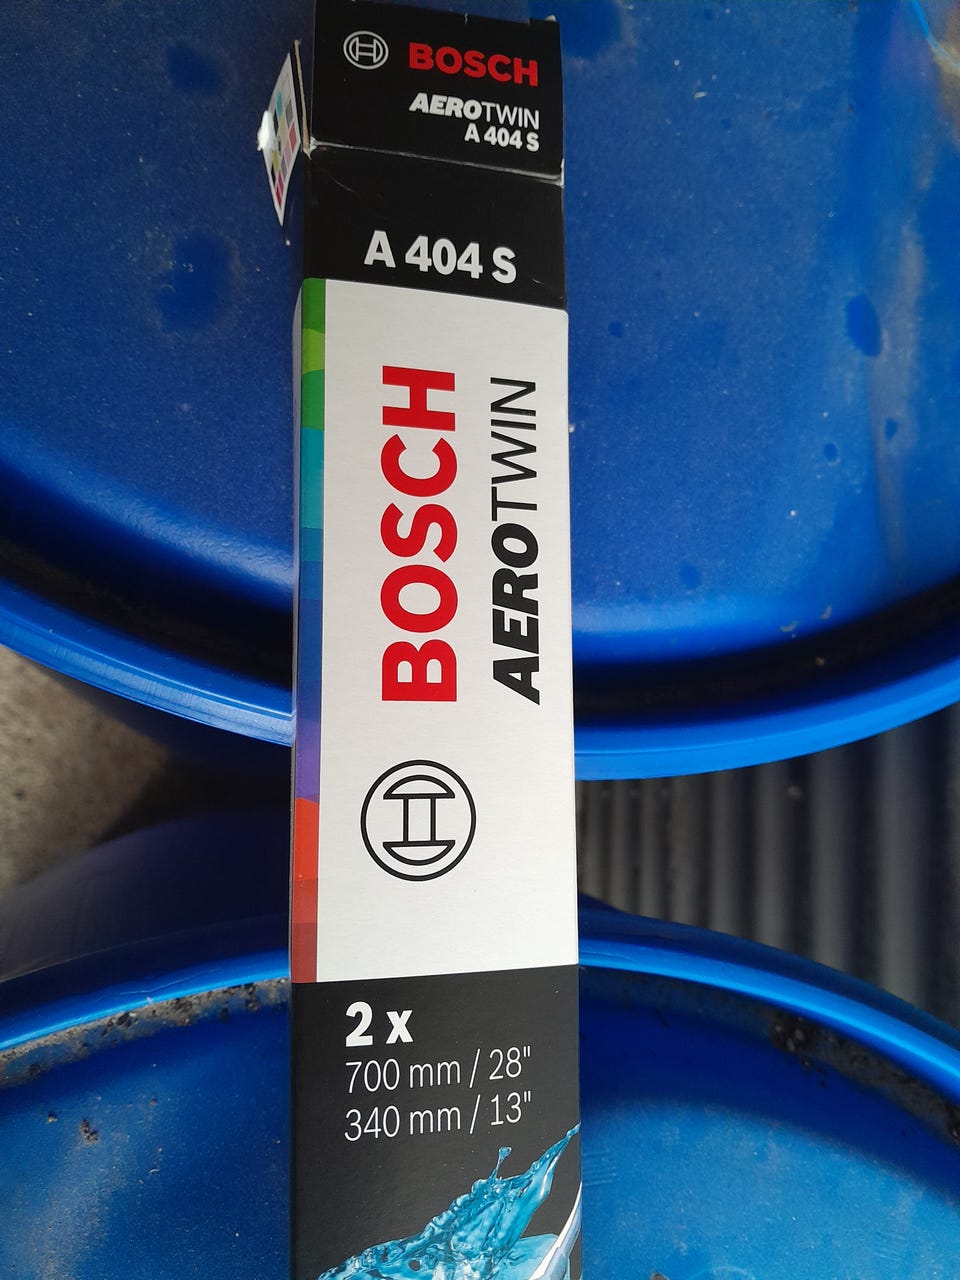 BOSCH
AEROTWIN
A 404 S
A 404 S
BOSCH
AEROTWIN
2 x
700 mm / 28"
340 mm / 13"